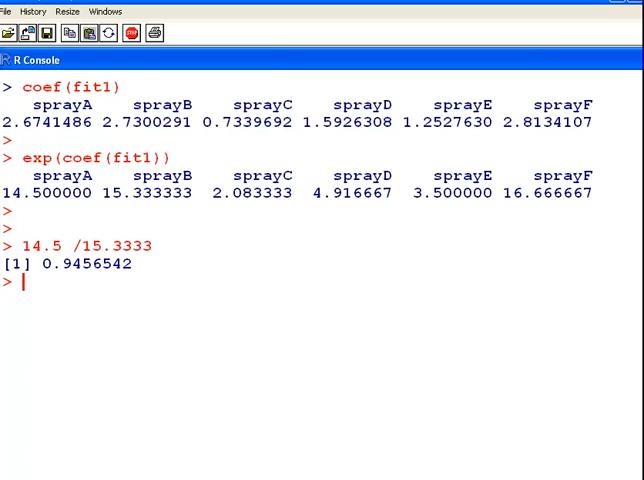 File History Resize Windows
STOP
R R Console
> coef(fit1)
sprayA sprayB sprayC sprayD sprayE sprayF
2.6741486 2.7300291 0.7339692 1.5926308 1.2527630 2.8134107
>
> exp(coef(fit1))
sprayA sprayB sprayC sprayD sprayE sprayF
14.500000 15.333333 2.083333 4.916667 3.500000 16.666667
>
>
> 14.5 /15.3333
[1] 0.9456542
>